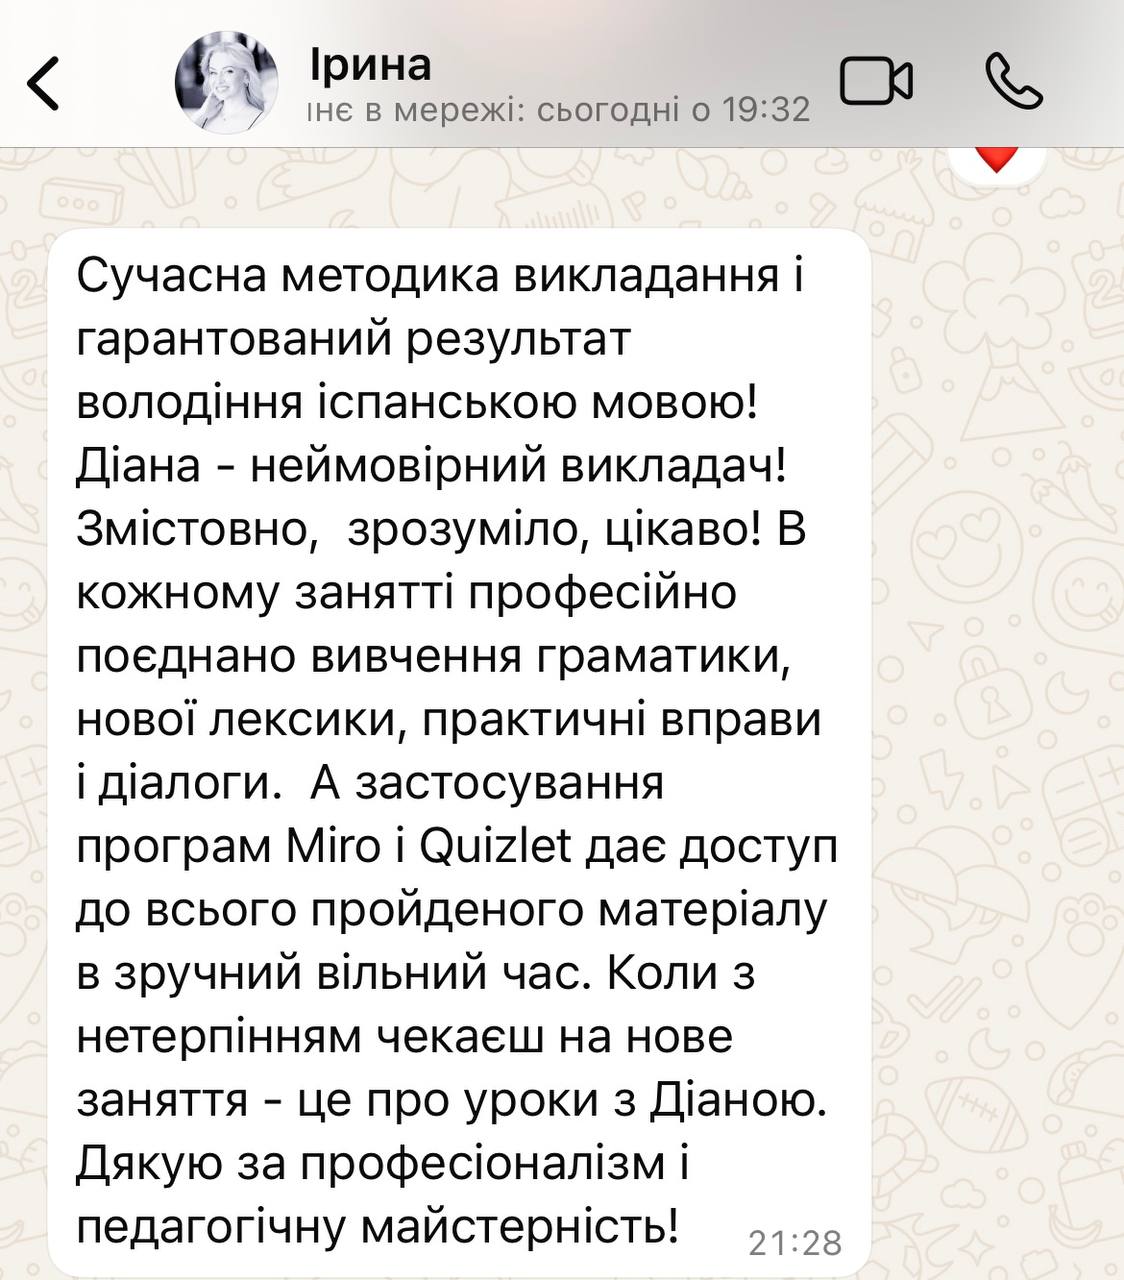 Ірина
інє в мережі: сьогодні о 19:32
Сучасна методика викладання і
гарантований результат
володіння іспанською мовою!
Діана - неймовірний викладач!
Змістовно,  зрозуміло, цікаво! В
кожному занятті професійно
поєднано вивчення граматики,
нової лексики, практичні вправи
і діалоги.  А застосування
програм Miro і Quizlet дає доступ
до всього пройденого матеріалу
в зручний вільний час. Коли з
нетерпінням чекаєш на нове
заняття - це про уроки з Діаною.
Дякую за професіоналізм і
педагогічну майстерність!
21:28